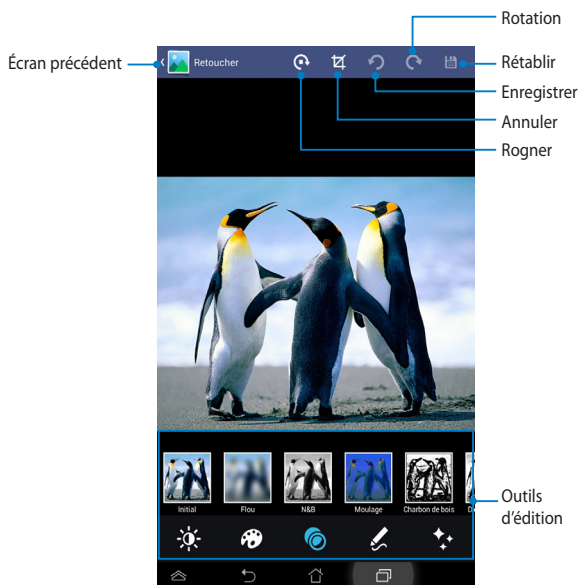 Rotation
Écran précédent
Retoucher
Rétablir
Enregistrer
Annuler
Rogner
Initial
Flou
N&B
Moulage
Charbon de bois
Outils
d'édition